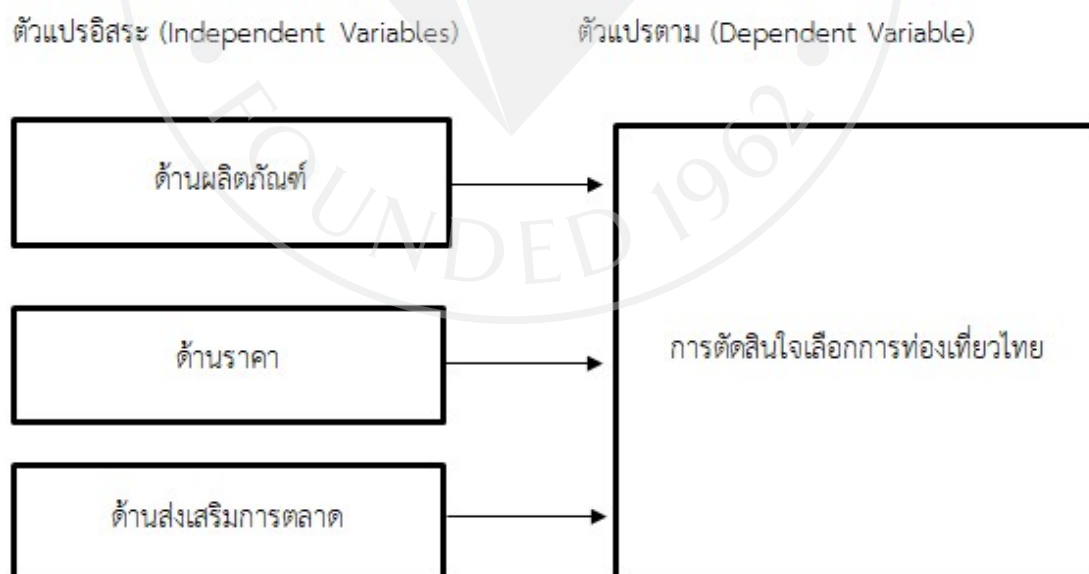 ตัวแปรอิสระ (Independent Variables)
ตัวแปรตาม (Dependent Variable)
ด้านผลิตภัณฑ์
ด้านราคา
ด้านส่งเสริมการตลาด
การตัดสินใจเลือกการท่องเที่ยวไทย
FOUNDED 1962